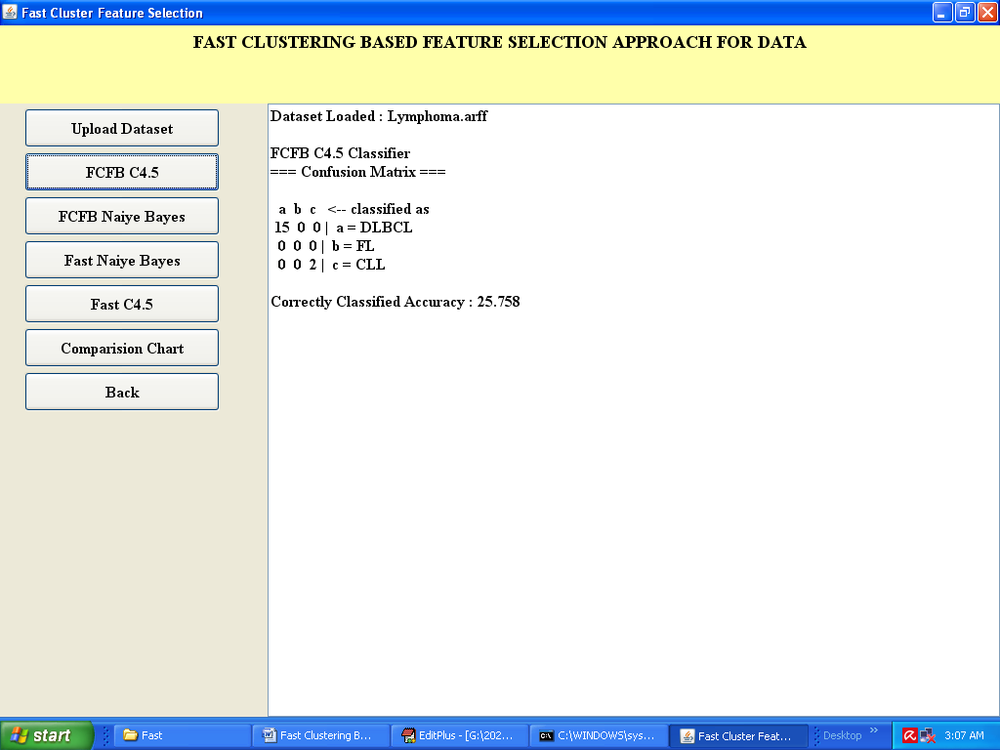 Fast Cluster Feature Selection
FAST CLUSTERING BASED FEATURE SELECTION APPROACH FOR DATA
Upload Dataset
FCFB C4.5
FCFB Naiye Bayes
Fast Naiye Bayes
Fast C4.5
Comparision Chart
Back
Dataset Loaded : Lymphoma.arff
FCFB C4.5 Classifier
=== Confusion Matrix ===
a b c <-- classified as
15 0 0 | a = DLBCL
0 0 0 | b = FL
0 0 2 | c = CLL
Correctly Classified Accuracy : 25.758
start
Fast
Fast Clustering B...
EditPlus - [G:\202...
C:\WINDOWS\sys...
Fast Cluster Feat...
Desktop »
3:07 AM